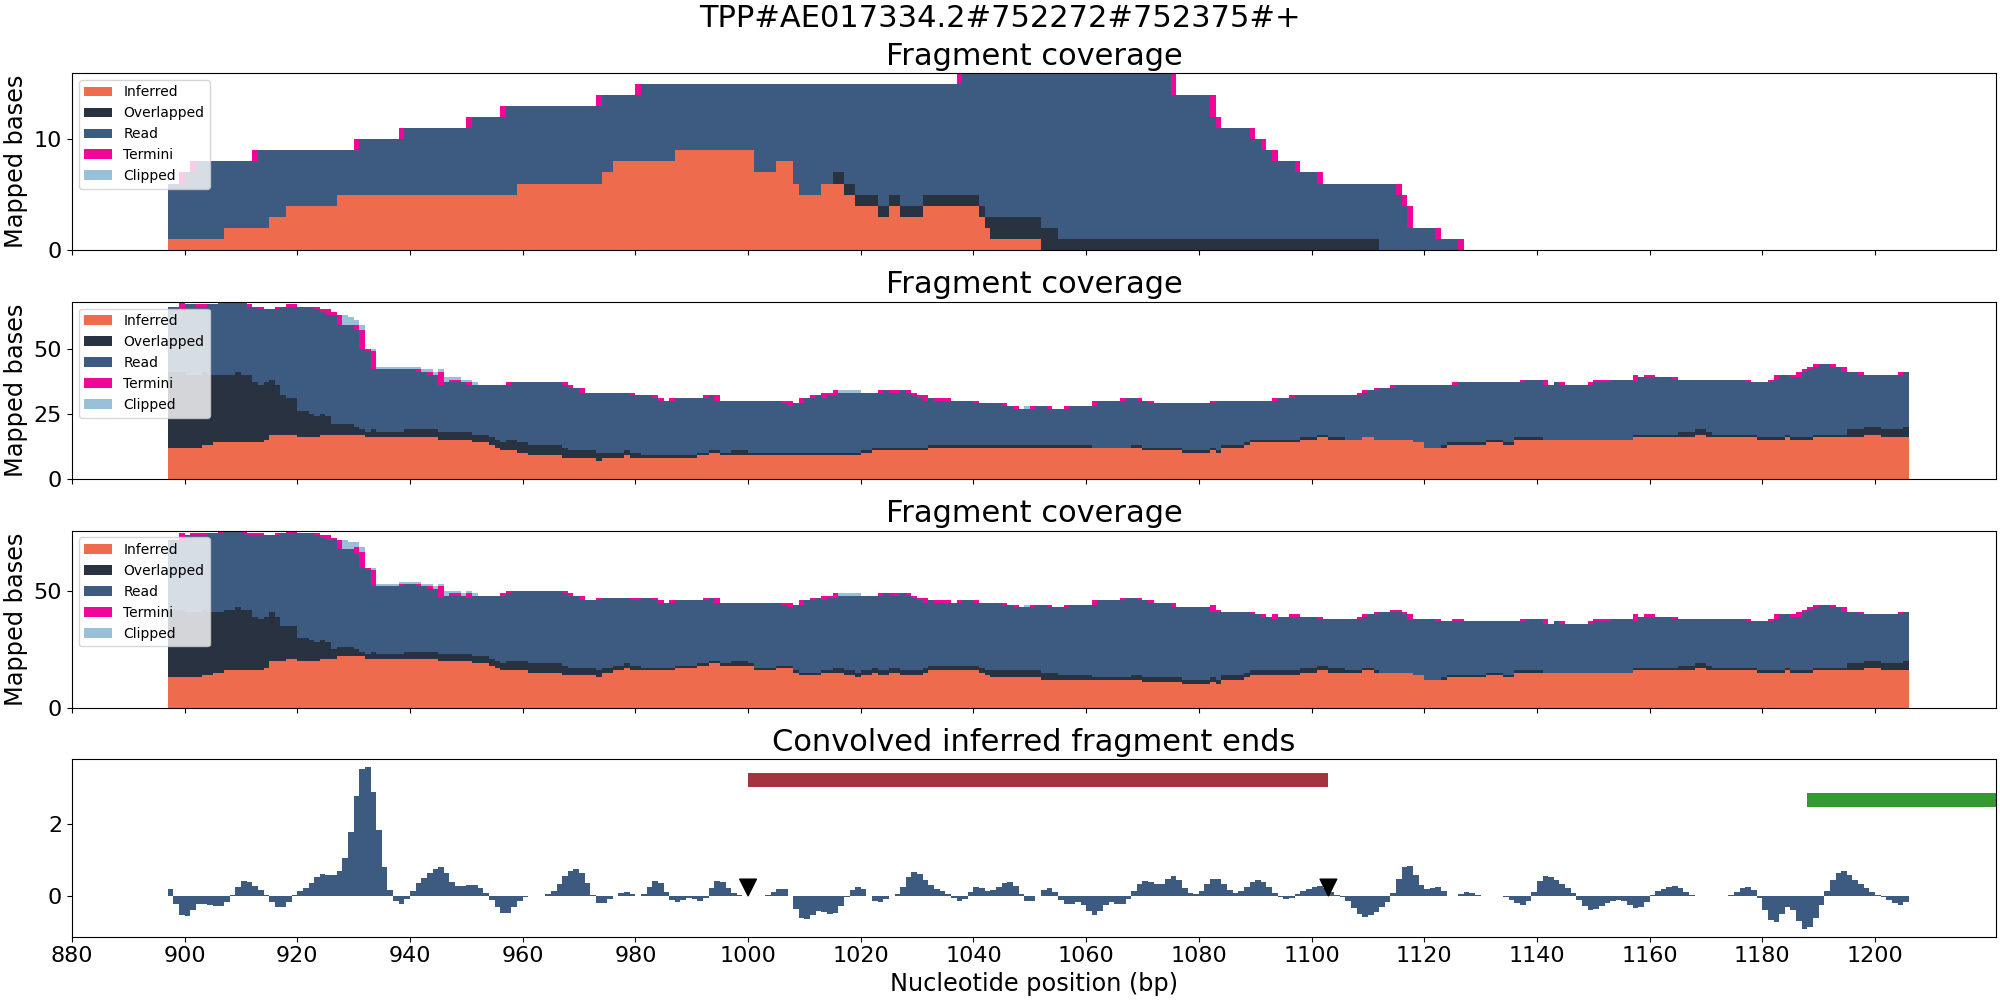 TPP#AE017334.2#752272#752375#+
Fragment coverage
Mapped bases
10
0
Inferred
Overlapped
Read
Termini
Clipped
Fragment coverage
Mapped bases
50
25
0
Inferred
Overlapped
Read
Termini
Clipped
Fragment coverage
Mapped bases
50
0
Inferred
Overlapped
Read
Termini
Clipped
Convolved inferred fragment ends
2
0
880 900 920 940 960 980 1000 1020 1040 1060 1080 1100 1120 1140 1160 1180 1200
Nucleotide position (bp)